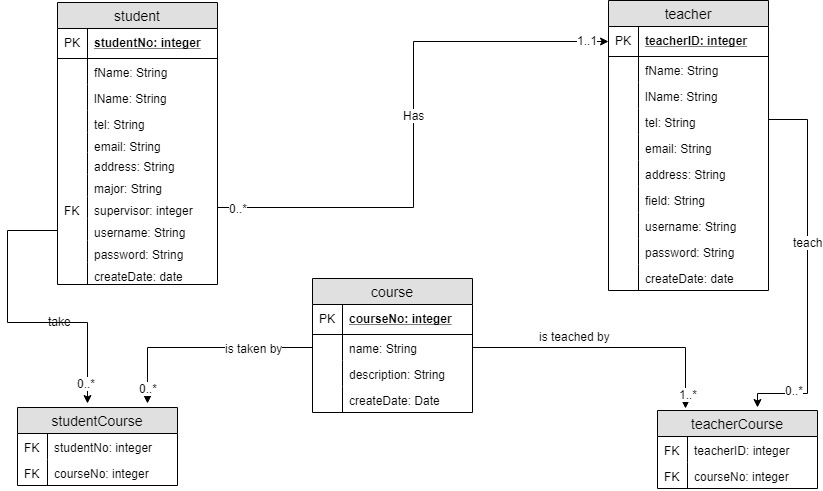 student
PK studentNo: integer
fName: String
lName: String
tel: String
email: String
address: String
major: String
FK supervisor: integer
username: String
password: String
createDate: date
teacher
PK teacherID: integer
fName: String
lName: String
tel: String
email: String
address: String
field: String
username: String
password: String
createDate: date
1..1
Has
0..*
teach
take
course
PK courseNo: integer
name: String
description: String
createDate: Date
is taken by
is teached by
0..*
0..*
1..*
0..*
studentCourse
FK studentNo: integer
FK courseNo: integer
teacherCourse
FK teacherID: integer
FK courseNo: integer